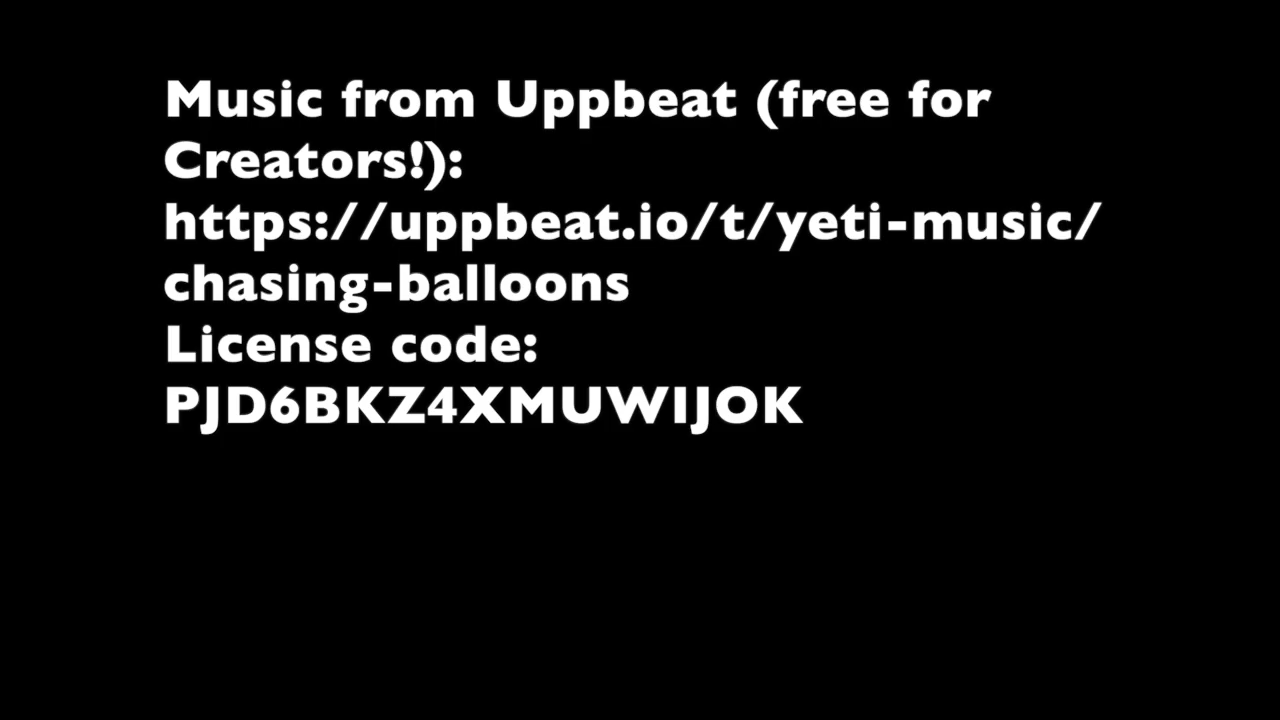 Music from Uppbeat (free for
Creators!):
https://uppbeat.io/t/yeti-music/
chasing-balloons
License code:
PJD6BKZ4XMUWIJOK